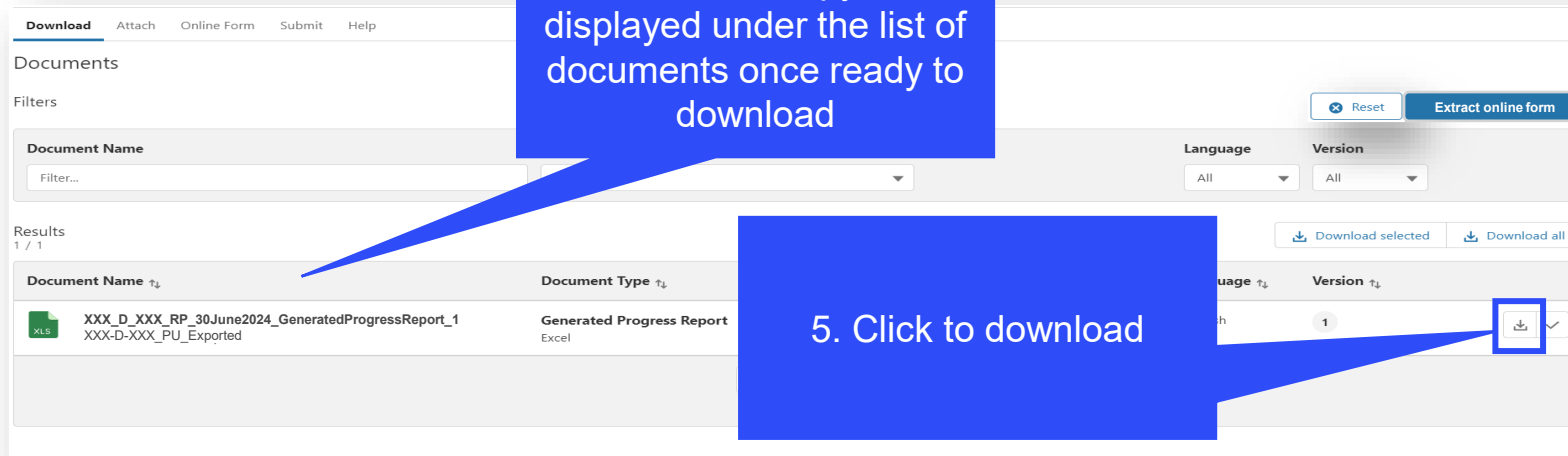 Download Attach Online Form Submit Help
displayed under the list of
documents once ready to
download
Documents
Filters
Reset Extract online form
Document Name Language Version
Filter... All All
Results
1 / 1
Download selected Download all
5. Click to download
Document Name Document Type Version
XLS XXX_D_XXX_RP_30June2024_GeneratedProgressReport_1 Generated Progress Report 1
XXX-D-XXX_PU_Exported Excel